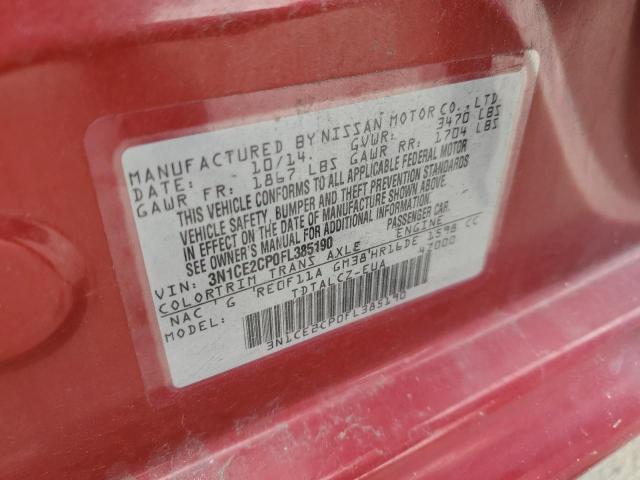 MANUFACTURED BY NISSAN MOTOR CO., LTD.
DATE: 10/14. GVWR: 3470 LBS
GAWR FR: 1867 LBS GAWR RR: 1704 LBS
THIS VEHICLE CONFORMS TO ALL APPLICABLE FEDERAL MOTOR
VEHICLE SAFETY, BUMPER AND THEFT PREVENTION STANDARDS
IN EFFECT ON THE DATE OF MANUFACTURE SHOWN ABOVE.
SEE OWNER'S MANUAL FOR ADDITIONAL INFORMATION.
VIN: 3N1CE2CP0FL385190 PASSENGER CAR
COLOR TRIM TRANS AXLE ENGINE
NAC G RE0F11A GM38 HR16DE 1598 CC
MODEL: TDTALCZ-EUA 47000
3N1CE2CP0FL385190